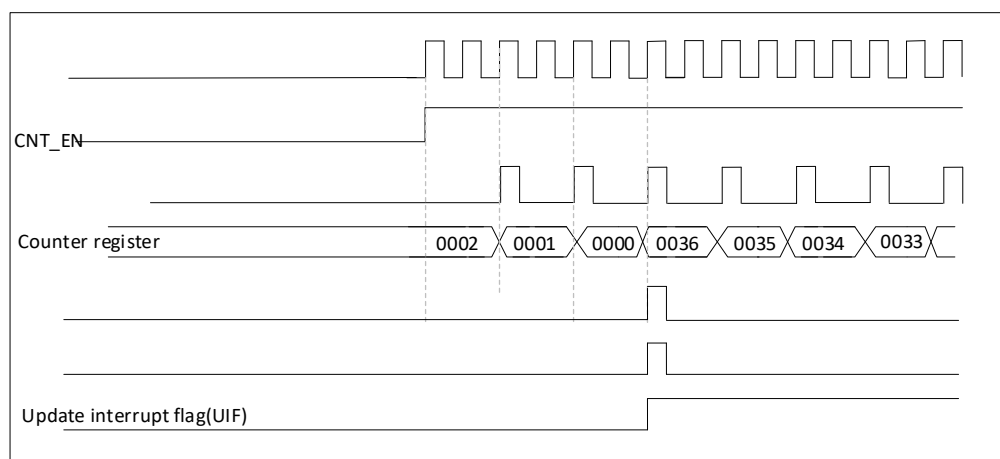 CNT_EN
Counter register 0002 0001 0000 0036 0035 0034 0033
Update interrupt flag(UIF)